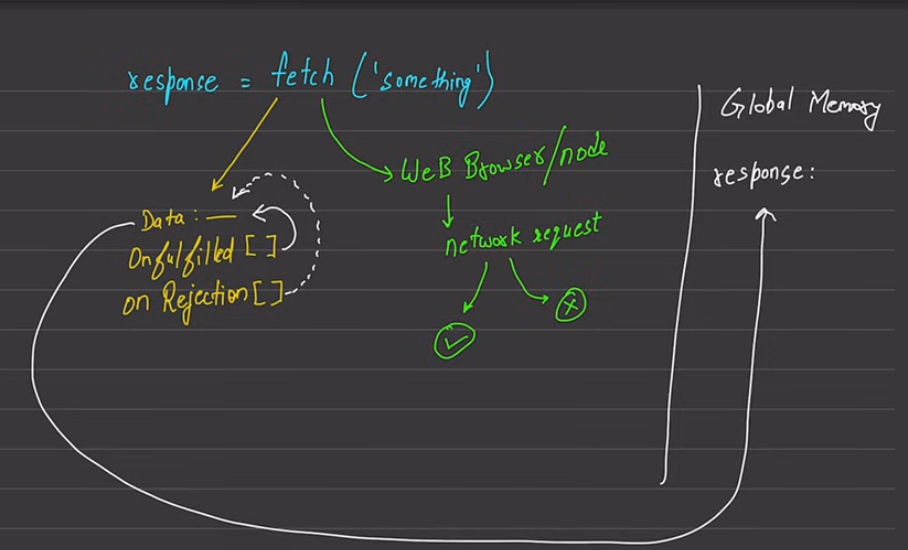 response = fetch ('something')
Global Memory
WeB Browser/node
response:
Data: —
network request
Onfulfilled [ ]
on Rejection [ ]